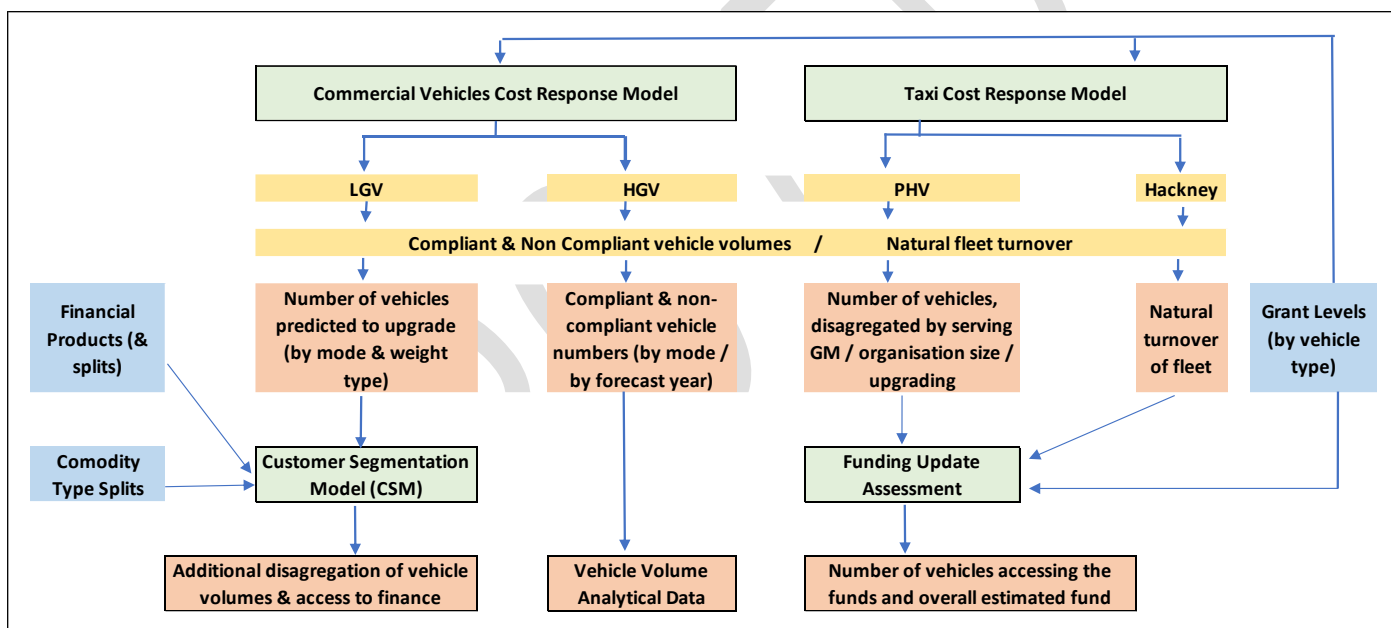 Commercial Vehicles Cost Response Model
Taxi Cost Response Model
LGV
HGV
PHV
Hackney
Compliant & Non Compliant vehicle volumes / Natural fleet turnover
Financial
Products (&
splits)
Number of vehicles
predicted to upgrade
(by mode & weight
type)
Compliant & non-
compliant vehicle
numbers (by mode /
by forecast year)
Number of vehicles,
disagregated by serving
GM / organisation size /
upgrading
Natural
turnover
of fleet
Grant Levels
(by vehicle
type)
Comodity
Type Splits
Customer Segmentation
Model (CSM)
Funding Update
Assessment
Additional disagregation of vehicle
volumes & access to finance
Vehicle Volume
Analytical Data
Number of vehicles accessing the
funds and overall estimated fund